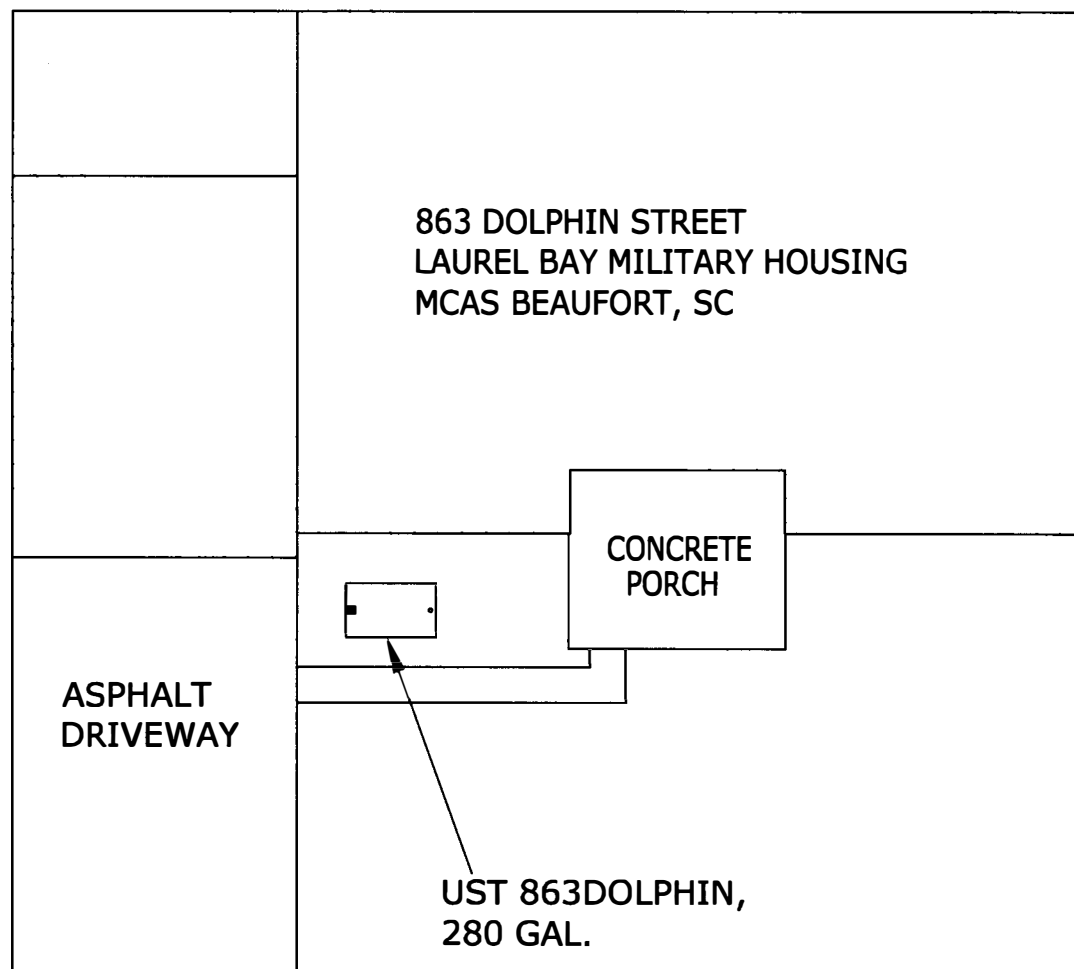 863 DOLPHIN STREET
LAUREL BAY MILITARY HOUSING
MCAS BEAUFORT, SC
CONCRETE
PORCH
ASPHALT
DRIVEWAY
UST 863DOLPHIN,
280 GAL.